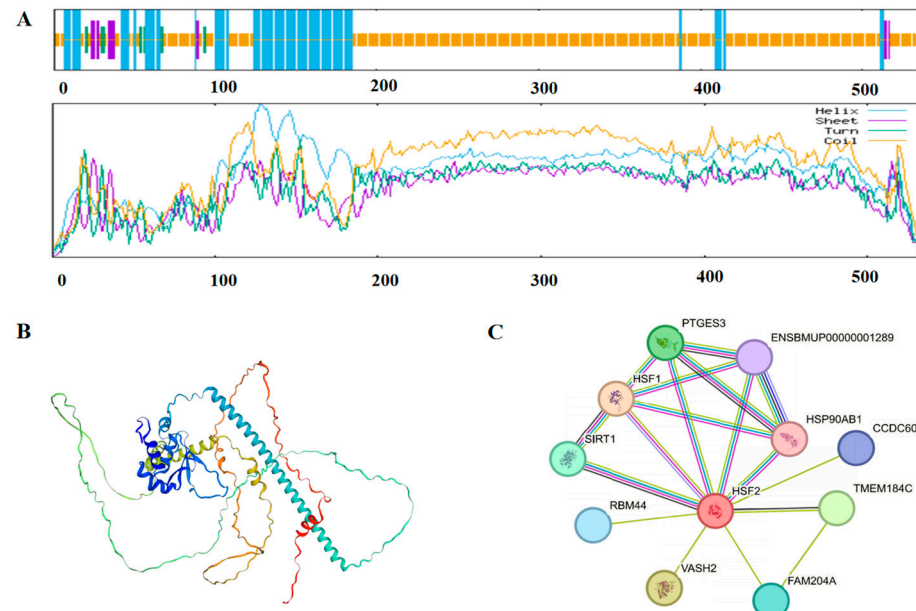 A
0 100 200 300 400 500
Helix
Sheet
Turn
Coil
0 100 200 300 400 500
B
C
PTGES3
ENSBMUP00000001289
HSF1
HSP90AB1
CCDC60
SIRT1
HSF2
TMEM184C
RBM44
VASH2
FAM204A